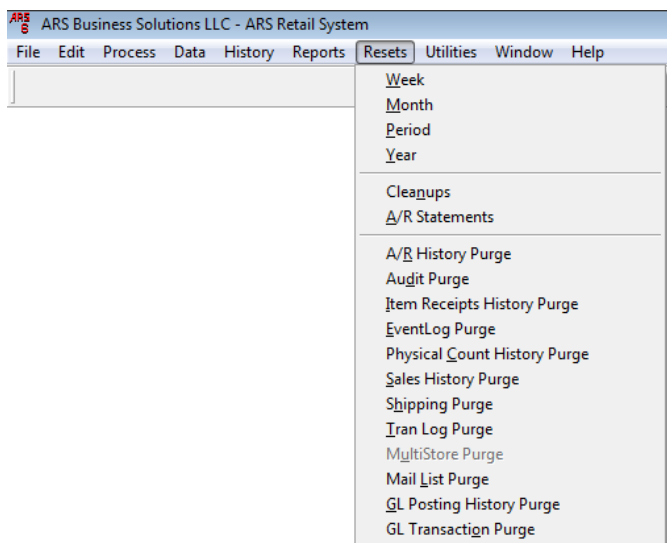 ARS 8 ARS Business Solutions LLC - ARS Retail System
File Edit Process Data History Reports Resets Utilities Window Help
Week
Month
Period
Year
Cleanups
A/R Statements
A/R History Purge
Audit Purge
Item Receipts History Purge
EventLog Purge
Physical Count History Purge
Sales History Purge
Shipping Purge
Tran Log Purge
MultiStore Purge
Mail List Purge
GL Posting History Purge
GL Transaction Purge